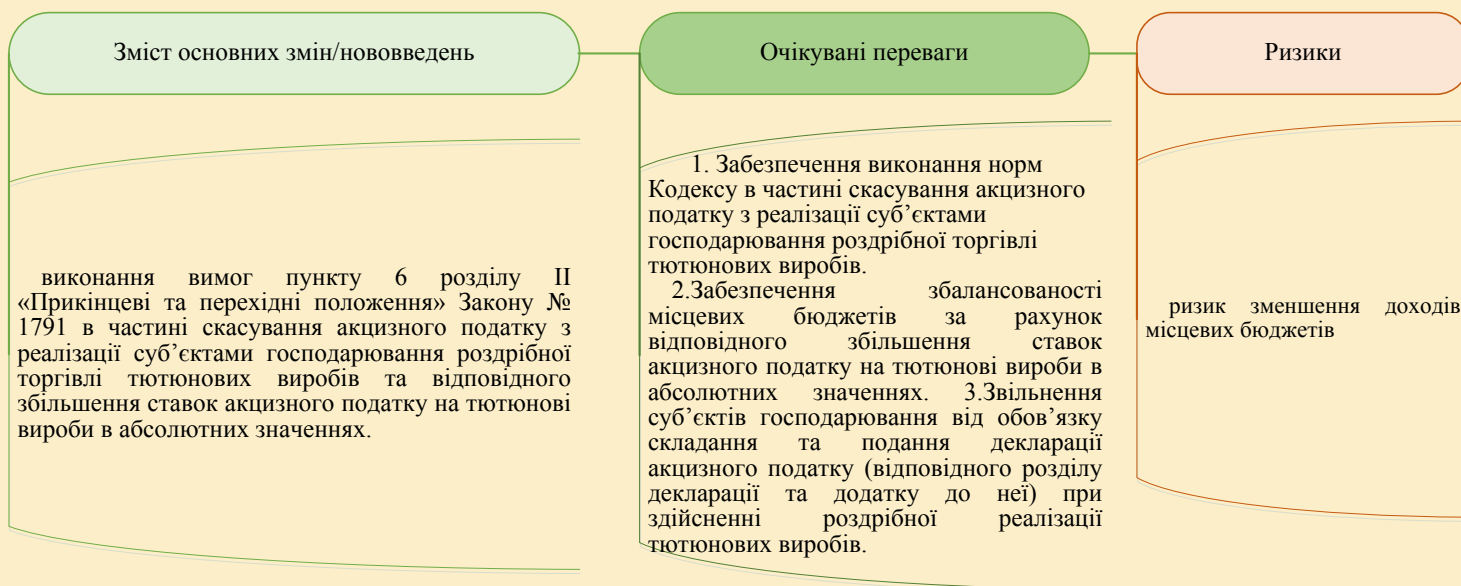 Зміст основних змін/нововведень
виконання вимог пункту 6 розділу ІІ
«Прикінцеві та перехідні положення» Закону №
1791 в частині скасування акцизного податку з
реалізації суб’єктами господарювання роздрібної
торгівлі тютюнових виробів та відповідного
збільшення ставок акцизного податку на тютюнові
вироби в абсолютних значеннях.
Очікувані переваги
1. Забезпечення виконання норм
Кодексу в частині скасування акцизного
податку з реалізації суб’єктами
господарювання роздрібної торгівлі
тютюнових виробів.
2.Забезпечення збалансованості
місцевих бюджетів за рахунок
відповідного збільшення ставок
акцизного податку на тютюнові вироби в
абсолютних значеннях. 3.Звільнення
суб’єктів господарювання від обов’язку
складання та подання декларації
акцизного податку (відповідного розділу
декларації та додатку до неї) при
здійсненні роздрібної реалізації
тютюнових виробів.
Ризики
ризик зменшення доходів
місцевих бюджетів